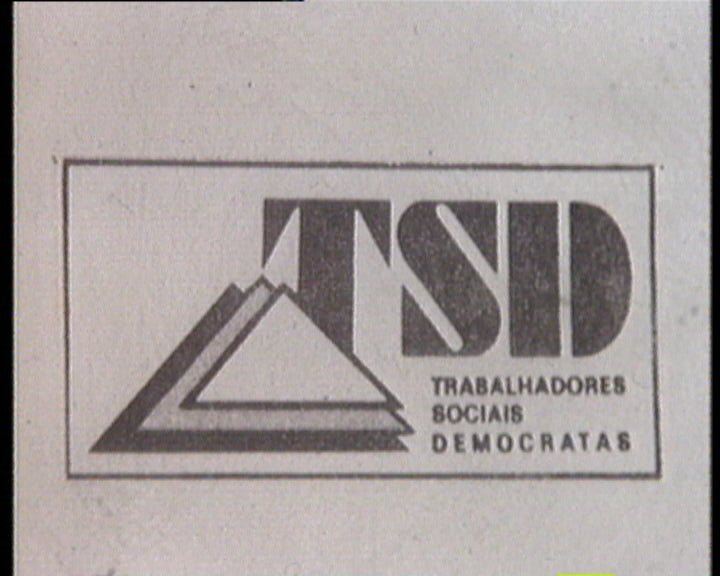 TSD
TRABALHADORES
SOCIAIS
DEMOCRATAS